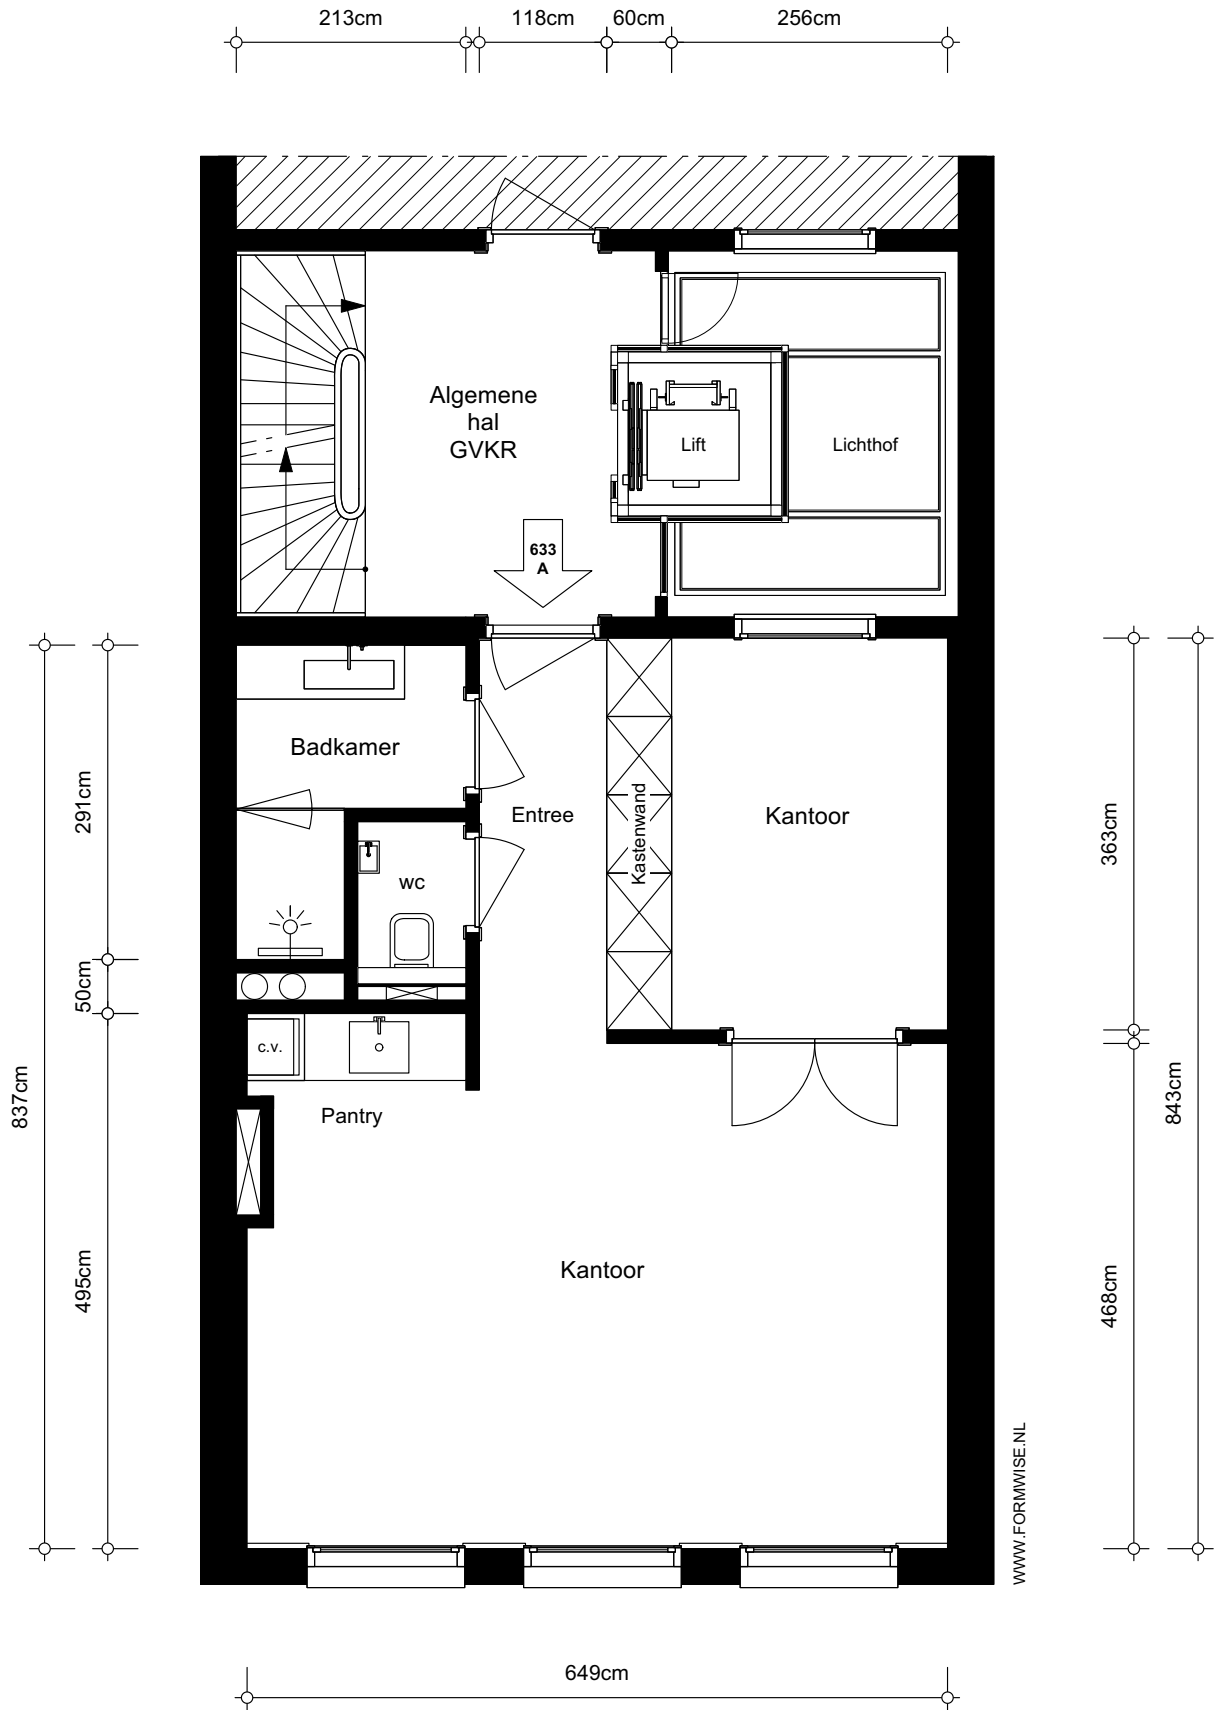 213cm
118cm
60cm
256cm
Algemene
hal
GVKR
Lift
Lichthof
633
A
Badkamer
Entree
Kastenwand
Kantoor
wc
291cm
363cm
50cm
c.v.
Pantry
837cm
843cm
495cm
Kantoor
468cm
WWW.FORMWISE.NL
649cm